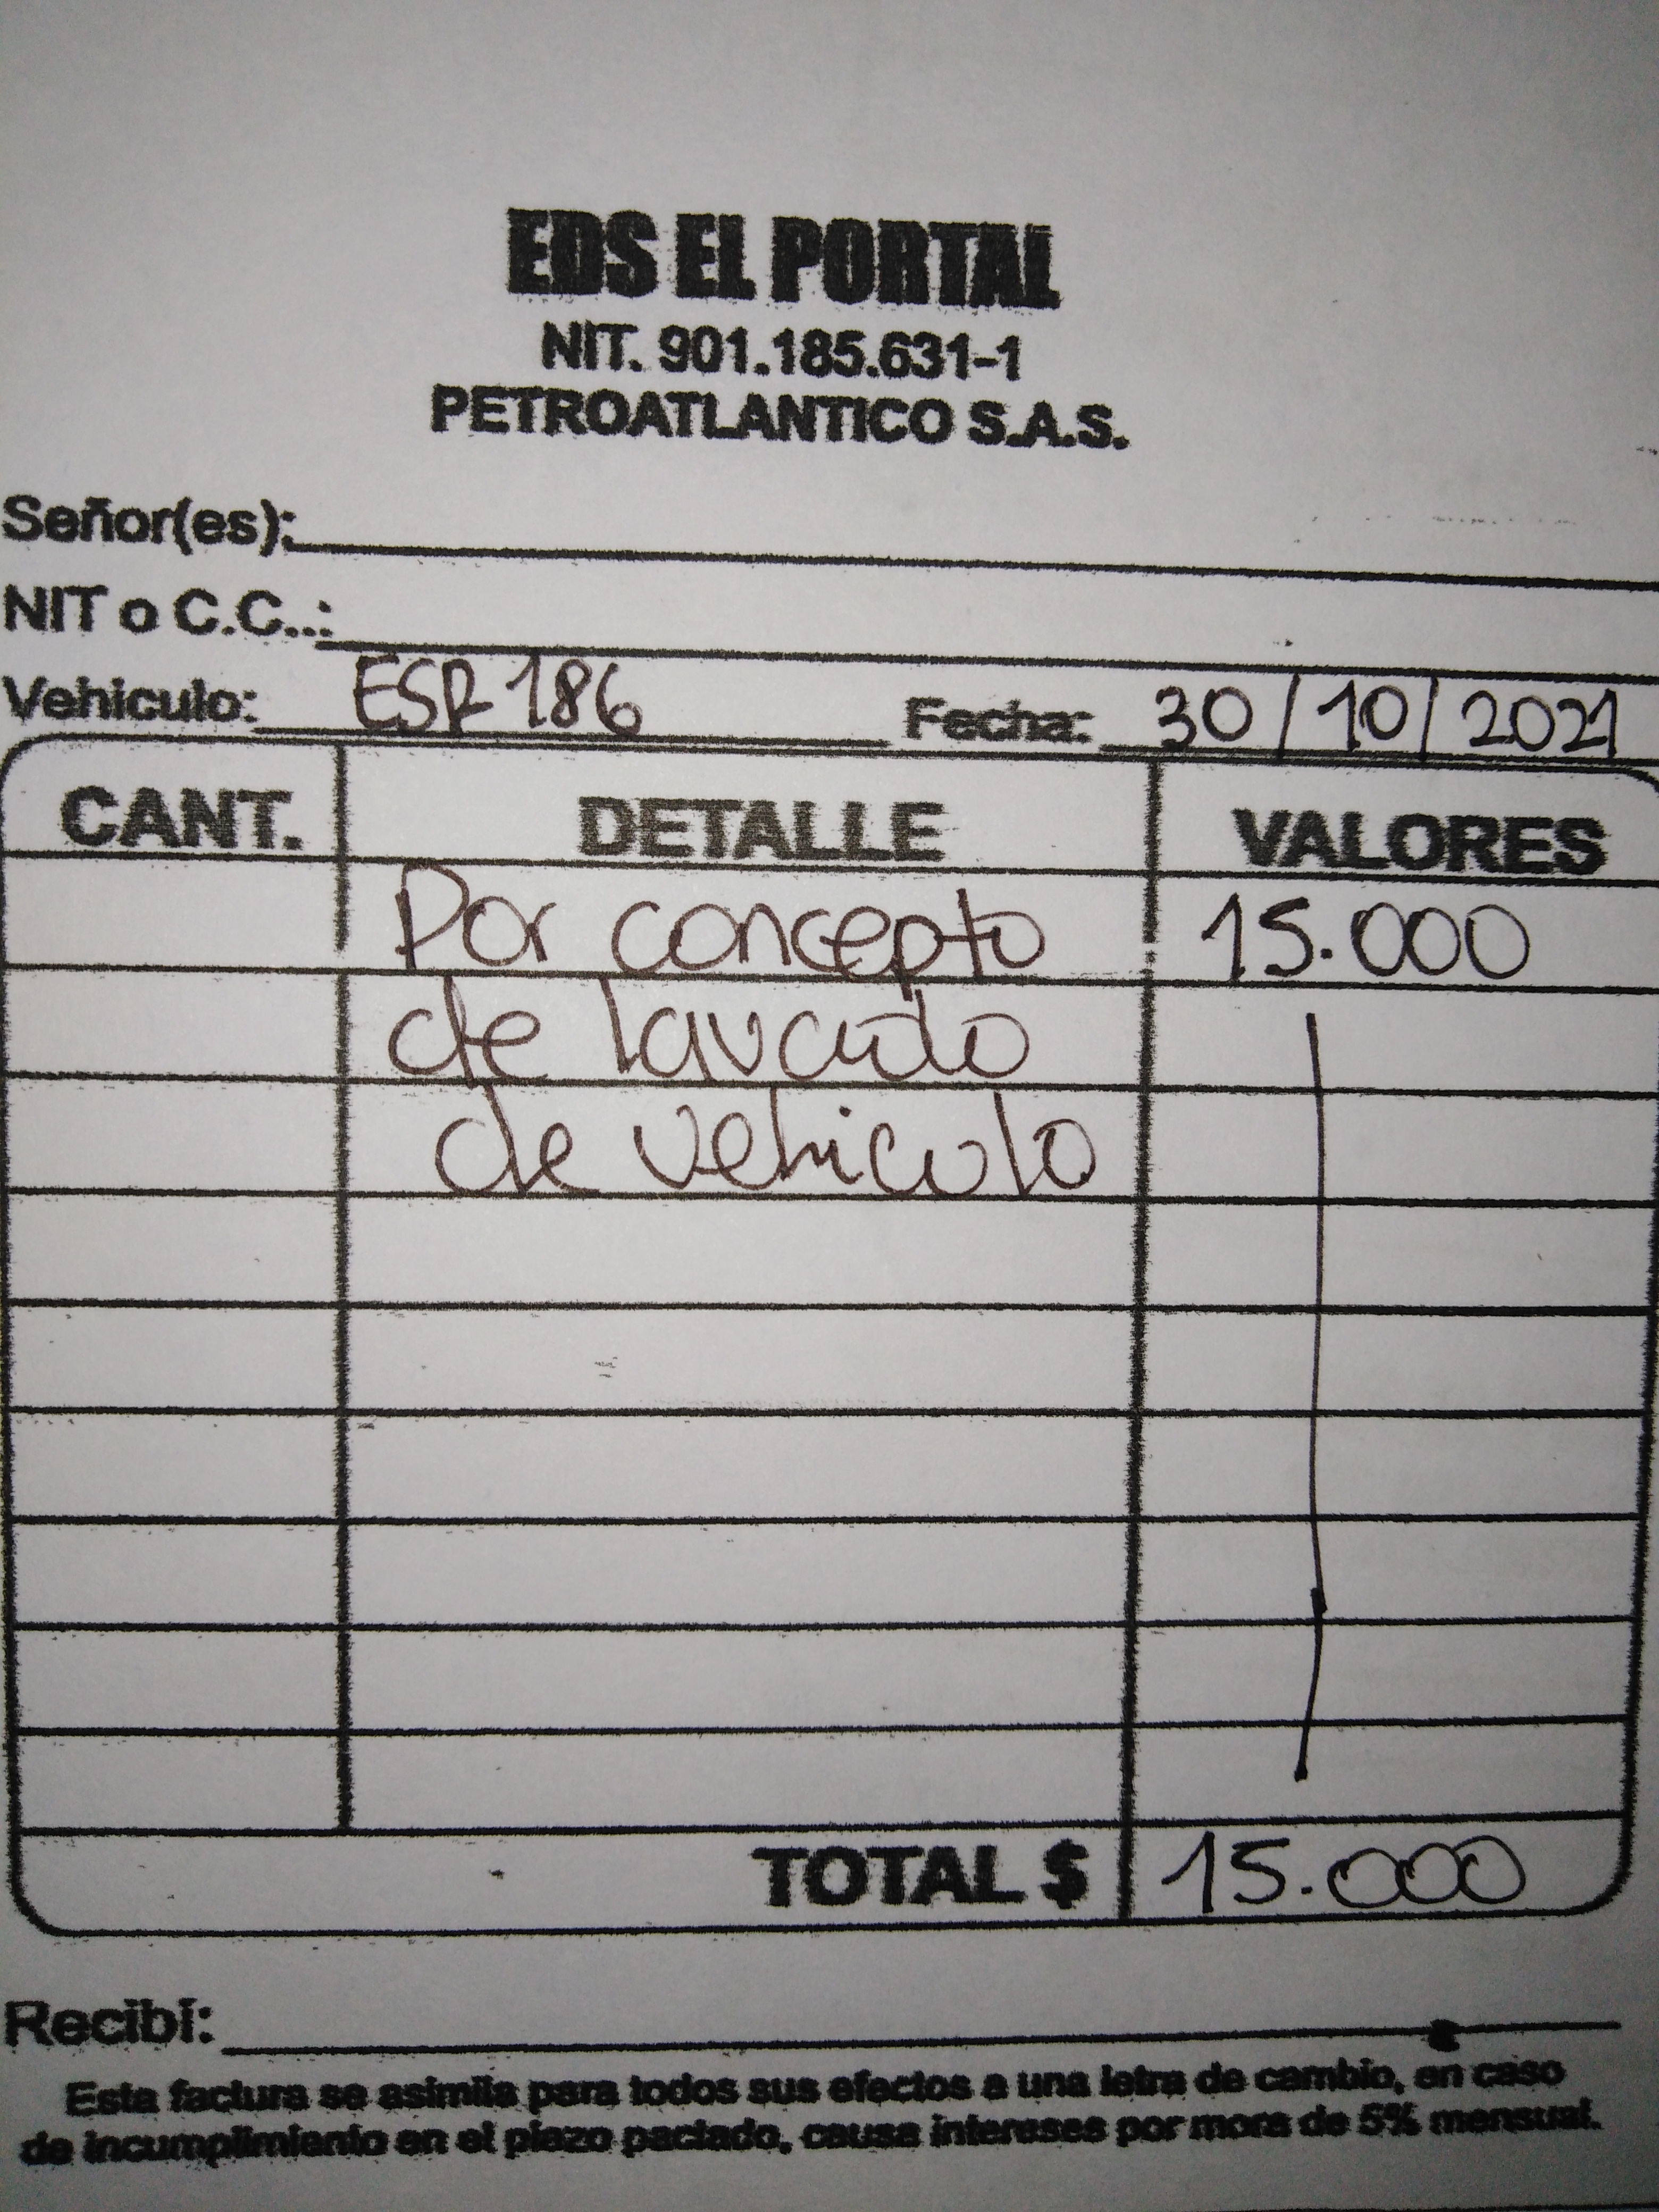 EDS EL PORTAL
NIT. 901.185.631-1
PETROATLANTICO S.A.S.
Señor(es):
NIT o C.C..:
Vehiculo: ESR 186 Fecha: 30/10/2021
CANT. DETALLE VALORES
Por concepto 15.000
de lavado
de vehiculo
TOTAL $ 15.000
Recibí:
Esta factura se asimila para todos sus efectos a una letra de cambio, en caso
de incumplimiento en el plazo pactado, causa intereses por mora de 5% mensual.